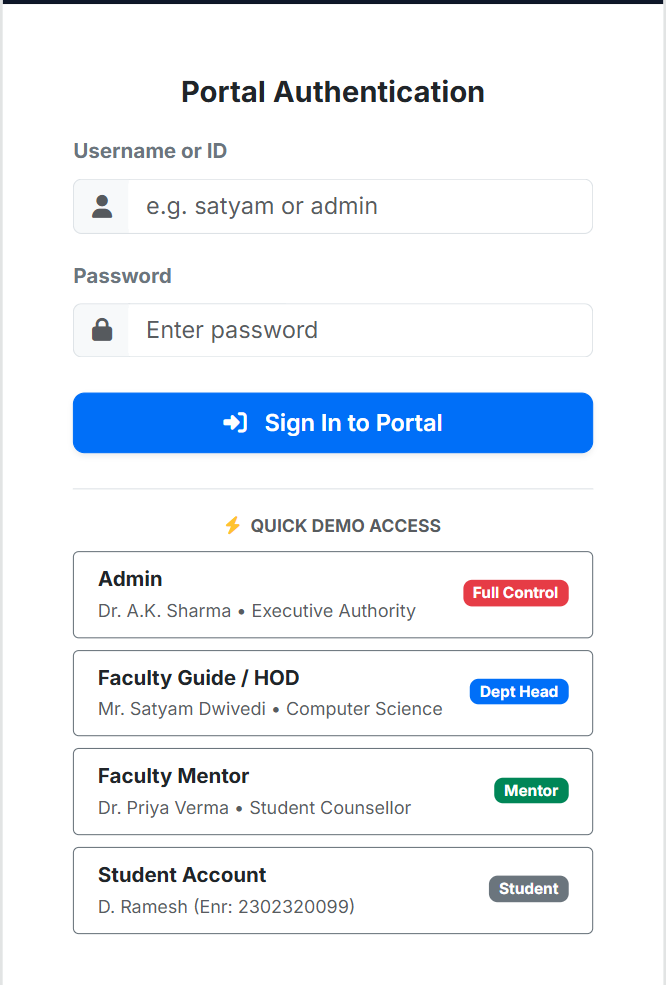 Portal Authentication
Username or ID
e.g. satyam or admin
Password
Enter password
Sign In to Portal
⚡ QUICK DEMO ACCESS
Admin
Dr. A.K. Sharma • Executive Authority
Full Control
Faculty Guide / HOD
Mr. Satyam Dwivedi • Computer Science
Dept Head
Faculty Mentor
Dr. Priya Verma • Student Counsellor
Mentor
Student Account
D. Ramesh (Enr: 2302320099)
Student